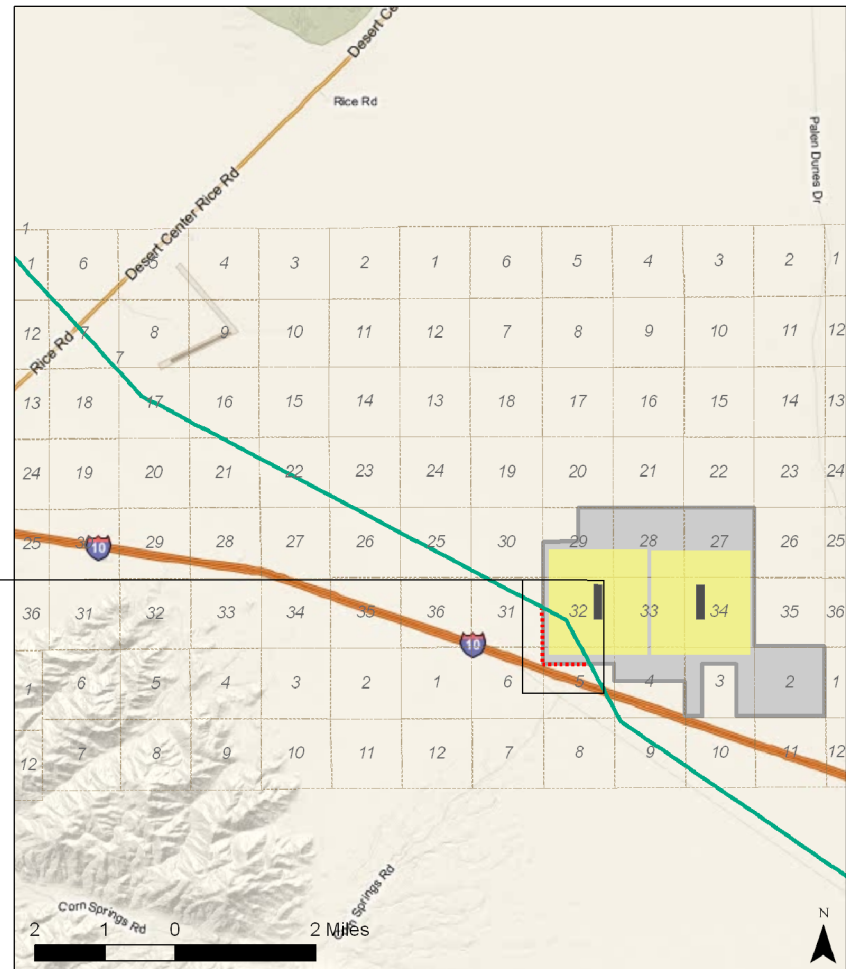 Desert Ce
Rice Rd
Palen Dunes Dr
Desert Center Rice Rd
1
1 6 5 4 3 2 1 6 5 4 3 2 1
12 7 8 9 10 11 12 7 8 9 10 11 12
Rice Rd
7
13 18 17 16 15 14 13 18 17 16 15 14 13
24 19 20 21 22 23 24 19 20 21 22 23 24
25 10 29 28 27 26 25 30 29 28 27 26 25
36 31 32 33 34 35 36 31 32 33 34 35 36
10
1 6 5 4 3 2 1 6 5 4 3 2 1
12 7 8 9 10 11 12 7 8 9 10 11 12
Corn Springs Rd
Corn Springs Rd
N
2 1 0 2 Miles